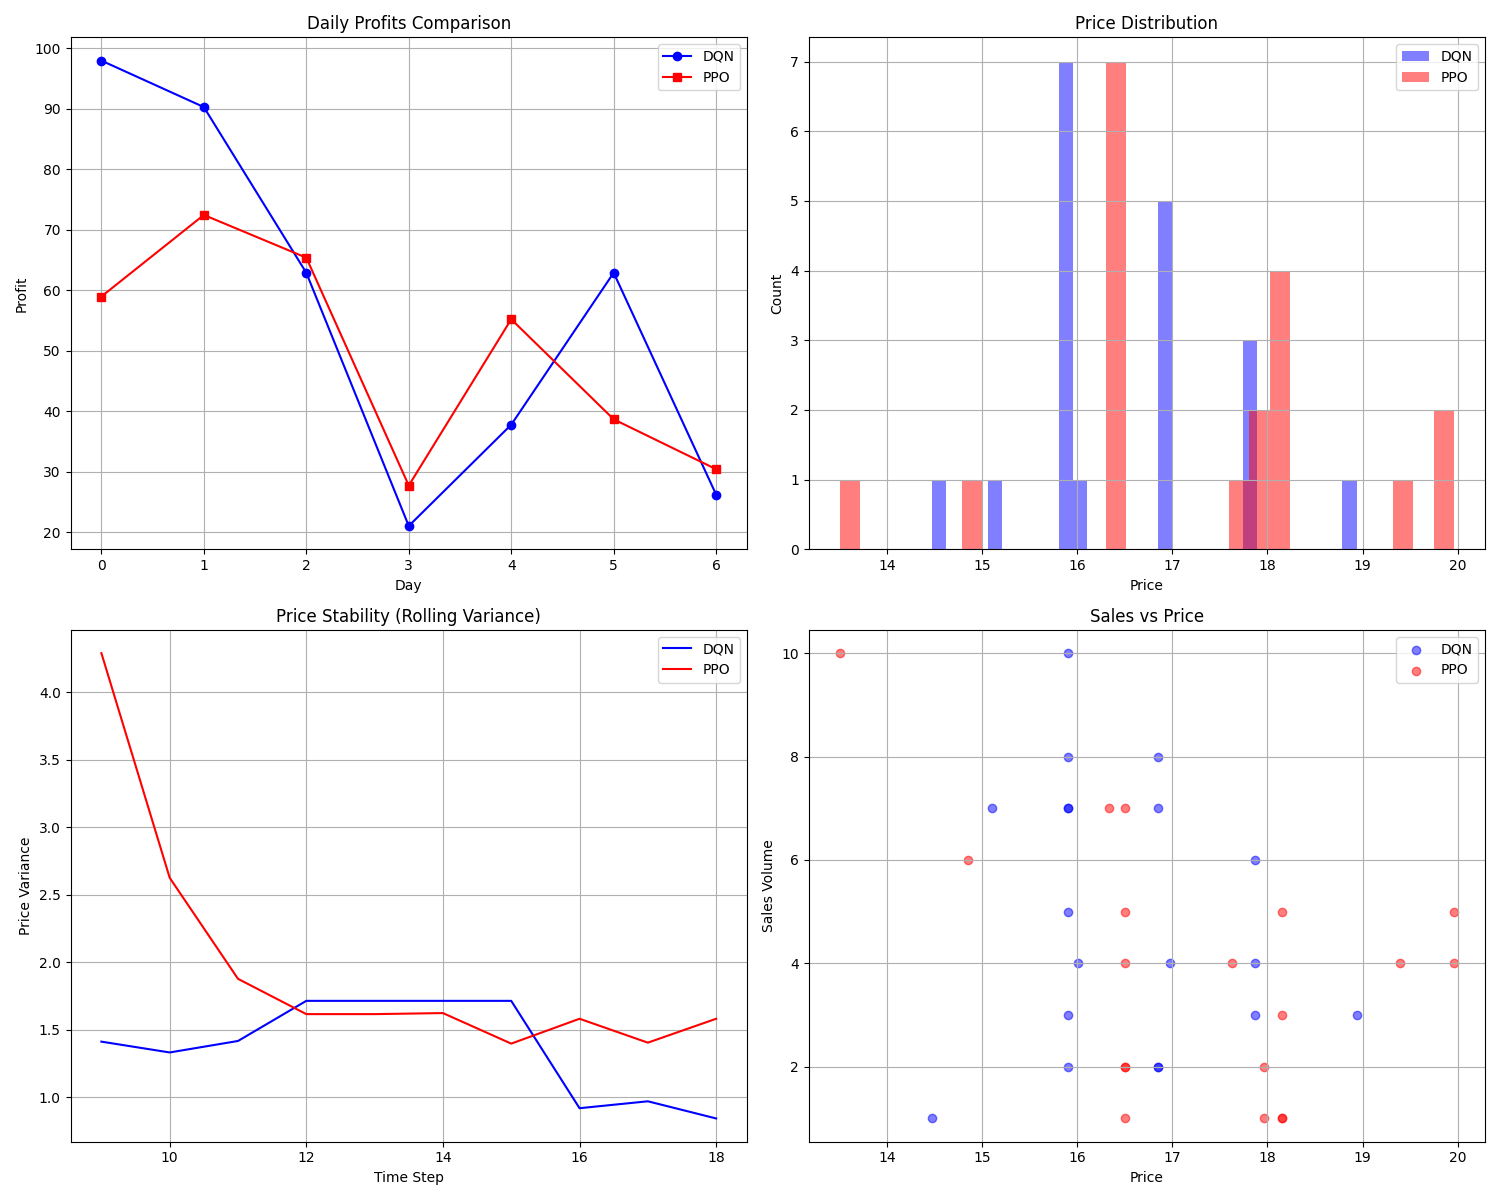 Daily Profits Comparison
DQN
PPO
100
90
80
70
60
50
40
30
20
Profit
0 1 2 3 4 5 6
Day
Price Distribution
DQN
PPO
7
6
5
4
3
2
1
0
Count
14 15 16 17 18 19 20
Price
Price Stability (Rolling Variance)
DQN
PPO
4.0
3.5
3.0
2.5
2.0
1.5
1.0
Price Variance
10 12 14 16 18
Time Step
Sales vs Price
DQN
PPO
10
8
6
4
2
Sales Volume
14 15 16 17 18 19 20
Price